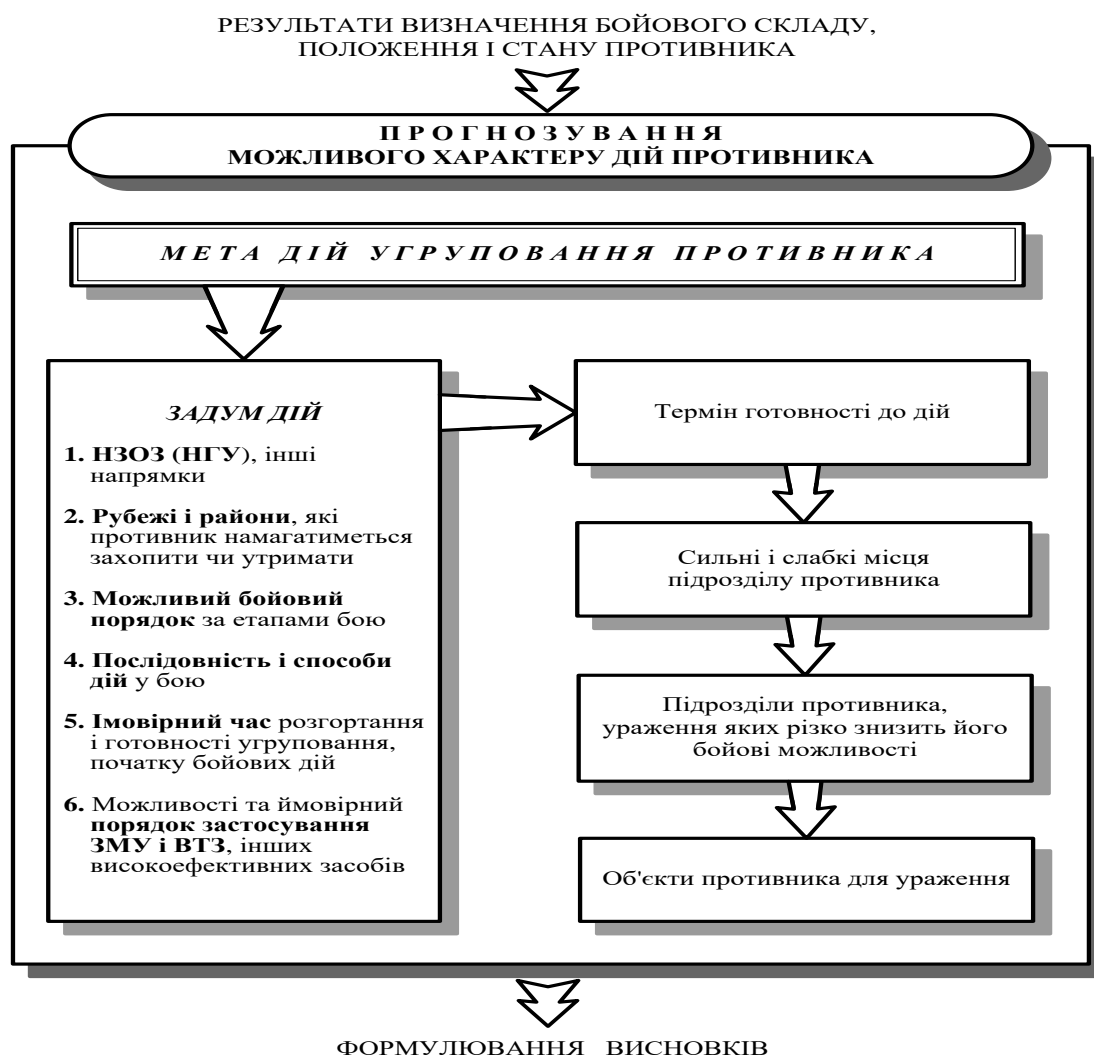 РЕЗУЛЬТАТИ ВИЗНАЧЕННЯ БОЙОВОГО СКЛАДУ,
ПОЛОЖЕННЯ І СТАНУ ПРОТИВНИКА
П Р О Г Н О З У В А Н Н Я
МОЖЛИВОГО ХАРАКТЕРУ ДІЙ ПРОТИВНИКА
МЕТА ДІЙ УГРУПОВАННЯ ПРОТИВНИКА
ЗАДУМ ДІЙ
1. НЗОЗ (НГУ), інші
напрямки
2. Рубежі і райони, які
противник намагатиметься
захопити чи утримати
3. Можливий бойовий
порядок за етапами бою
4. Послідовність і способи
дій у бою
5. Імовірний час розгортання
і готовності угруповання,
початку бойових дій
6. Можливості та ймовірний
порядок застосування
ЗМУ і ВТЗ, інших
високоефективних засобів
Термін готовності до дій
Сильні і слабкі місця
підрозділу противника
Підрозділи противника,
ураження яких різко знизить його
бойові можливості
Об'єкти противника для ураження
ФОРМУЛЮВАННЯ ВИСНОВКІВ